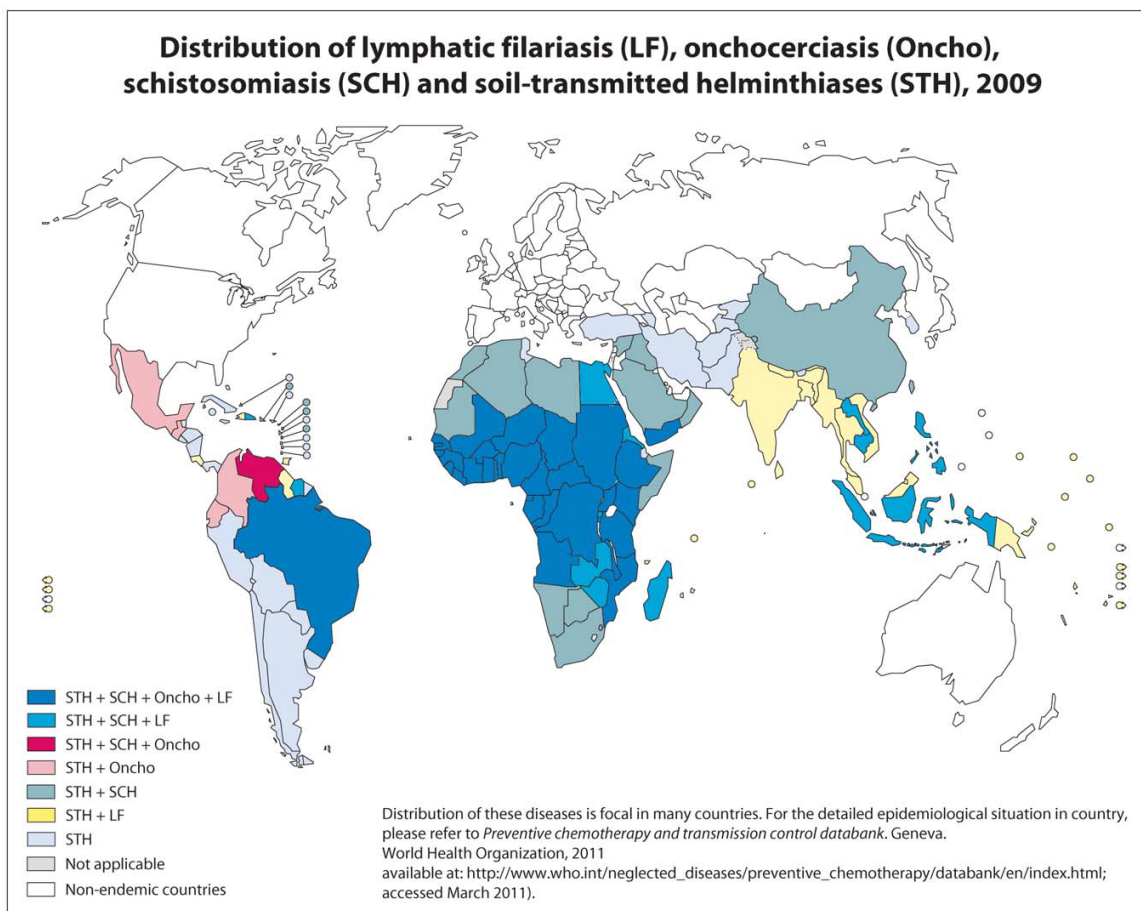 Distribution of lymphatic filariasis (LF), onchocerciasis (Oncho),
schistosomiasis (SCH) and soil-transmitted helminthiases (STH), 2009
STH + SCH + Oncho + LF
STH + SCH + LF
STH + SCH + Oncho
STH + Oncho
STH + SCH
STH + LF
STH
Not applicable
Non-endemic countries
Distribution of these diseases is focal in many countries. For the detailed epidemiological situation in country,
please refer to Preventive chemotherapy and transmission control databank. Geneva.
World Health Organization, 2011
available at: http://www.who.int/neglected_diseases/preventive_chemotherapy/databank/en/index.html;
accessed March 2011).